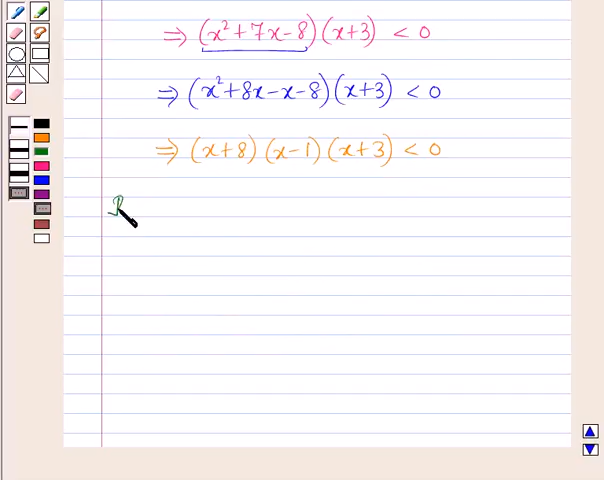 ⇒ (x² + 7x - 8)(x+3) < 0
⇒ (x² + 8x - x - 8)(x+3) < 0
⇒ (x+8)(x-1)(x+3) < 0